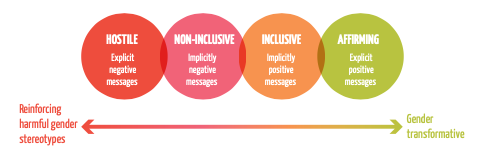 HOSTILE
Explicit
negative
messages
NON-INCLUSIVE
Implicitly
negative
messages
INCLUSIVE
Implicitly
positive
messages
AFFIRMING
Explicit
positive
messages
Reinforcing
harmful gender
stereotypes
Gender
transformative